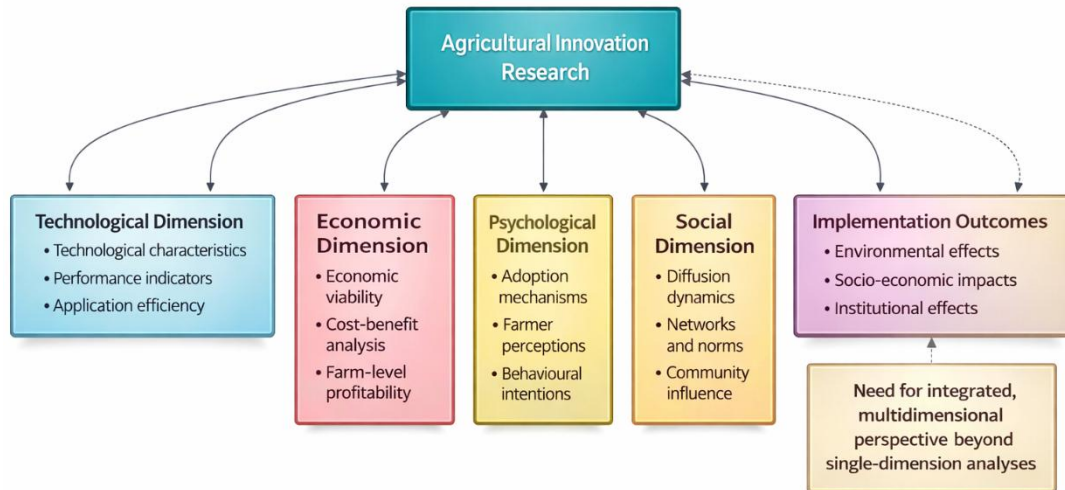 Agricultural Innovation
Research
Technological Dimension
• Technological characteristics
• Performance indicators
• Application efficiency
Economic
Dimension
• Economic
viability
• Cost-benefit
analysis
• Farm-level
profitability
Psychological
Dimension
• Adoption
mechanisms
• Farmer
perceptions
• Behavioural
intentions
Social
Dimension
• Diffusion
dynamics
• Networks
and norms
• Community
influence
Implementation Outcomes
• Environmental effects
• Socio-economic impacts
• Institutional effects
Need for integrated,
multidimensional
perspective beyond
single-dimension analyses